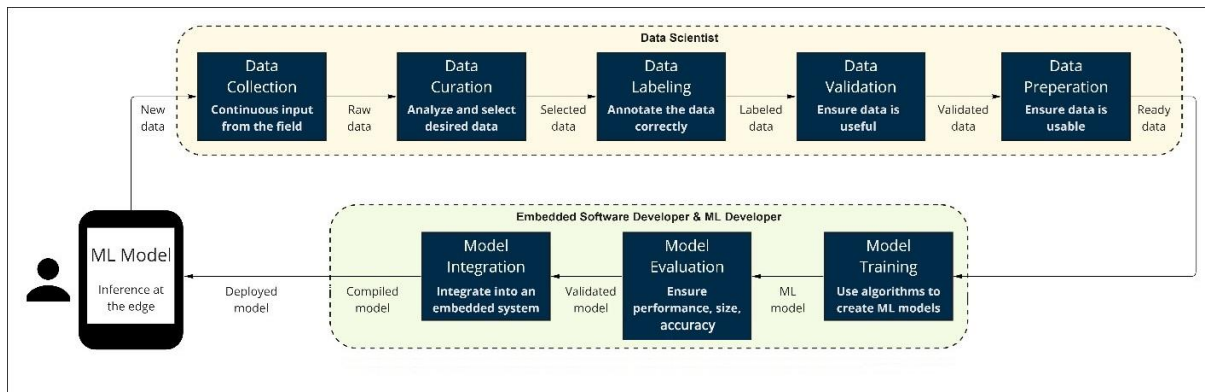 Data Scientist
Data
Collection
Continuous input
from the field
Data
Curation
Analyze and select
desired data
Data
Labeling
Annotate the data
correctly
Data
Validation
Ensure data is
useful
Data
Preparation
Ensure data is
usable
New
data
Raw
data
Selected
data
Labeled
data
Validated
data
Ready
data
Embedded Software Developer & ML Developer
ML Model
Inference at
the edge
Deployed
model
Compiled
model
Model
Integration
Integrate into an
embedded system
Validated
model
Model
Evaluation
Ensure
performance, size,
accuracy
ML
model
Model
Training
Use algorithms to
create ML models